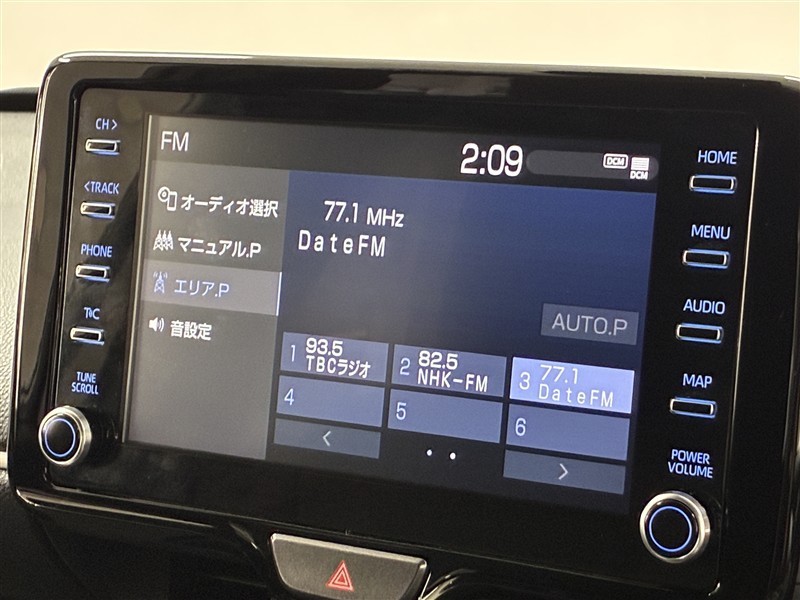 CH>
<TRACK
PHONE
T@C
TUNE
SCROLL
FM
2:09
DCM
DCM
オーディオ選択
マニュアル.P
エリア.P
音設定
77.1 MHz
DateFM
AUTO.P
1 93.5
TBCラジオ
2 82.5
NHK-FM
3 77.1
DateFM
4
5
6
<
>
HOME
MENU
AUDIO
MAP
POWER
VOLUME